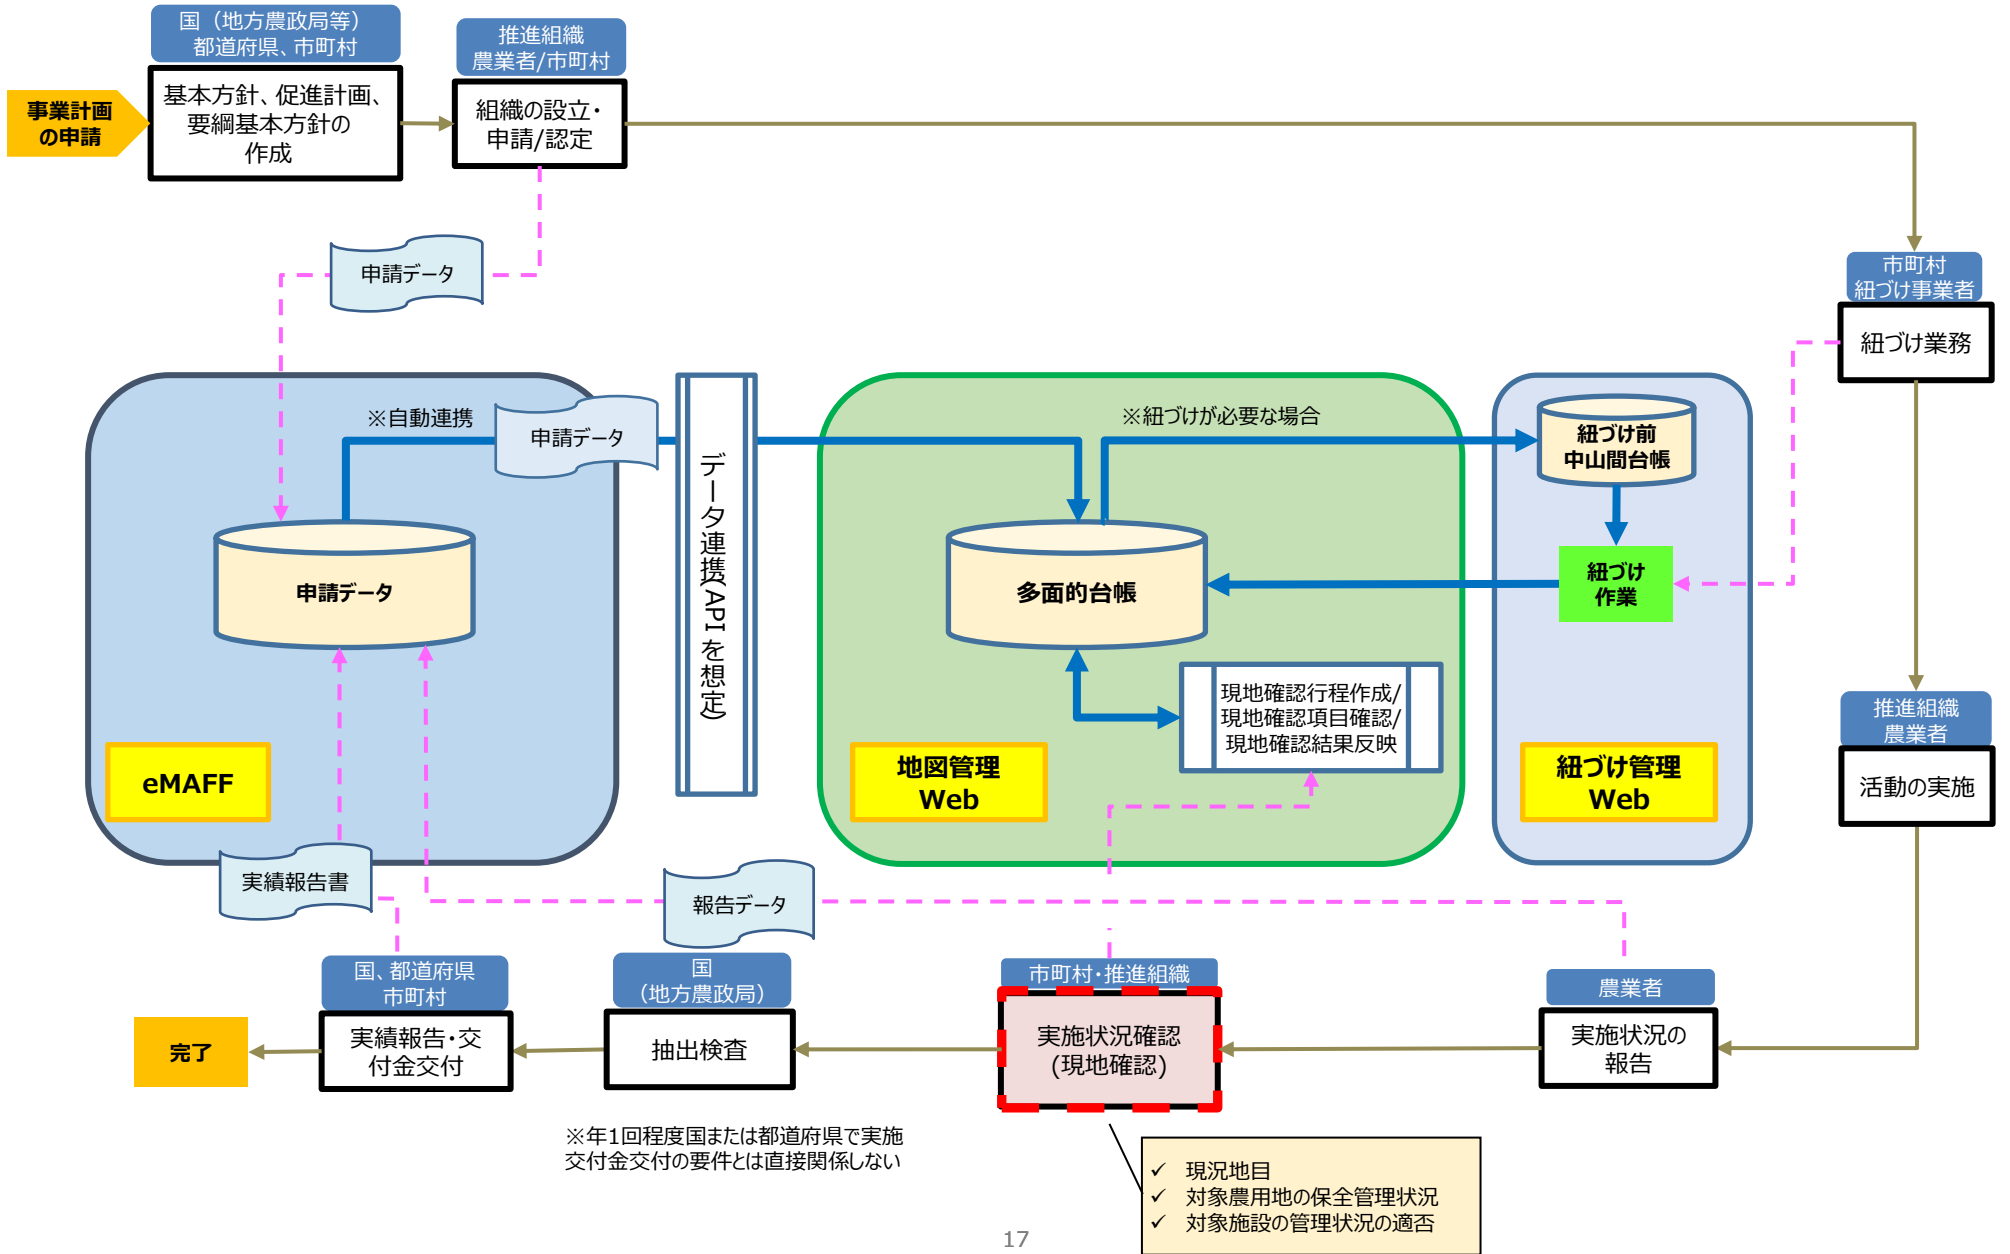 国（地方農政局等）
都道府県、市町村
推進組織
農業者/市町村
事業計画
の申請
基本方針、促進計画、
要綱基本方針の
作成
組織の設立・
申請/認定
申請データ
市町村
紐づけ事業者
紐づけ業務
※自動連携
申請データ
データ連携(APIを想定)
※紐づけが必要な場合
紐づけ前
中山間台帳
申請データ
多面的台帳
紐づけ
作業
現地確認行程作成/
現地確認項目確認/
現地確認結果反映
推進組織
農業者
活動の実施
eMAFF
地図管理
Web
紐づけ管理
Web
実績報告書
報告データ
国、都道府県
市町村
国
（地方農政局）
市町村・推進組織
農業者
完了
実績報告・交
付金交付
抽出検査
実施状況確認
(現地確認)
実施状況の
報告
※年1回程度国または都道府県で実施
交付金交付の要件とは直接関係しない
✓ 現況地目
✓ 対象農用地の保全管理状況
✓ 対象施設の管理状況の適否
17